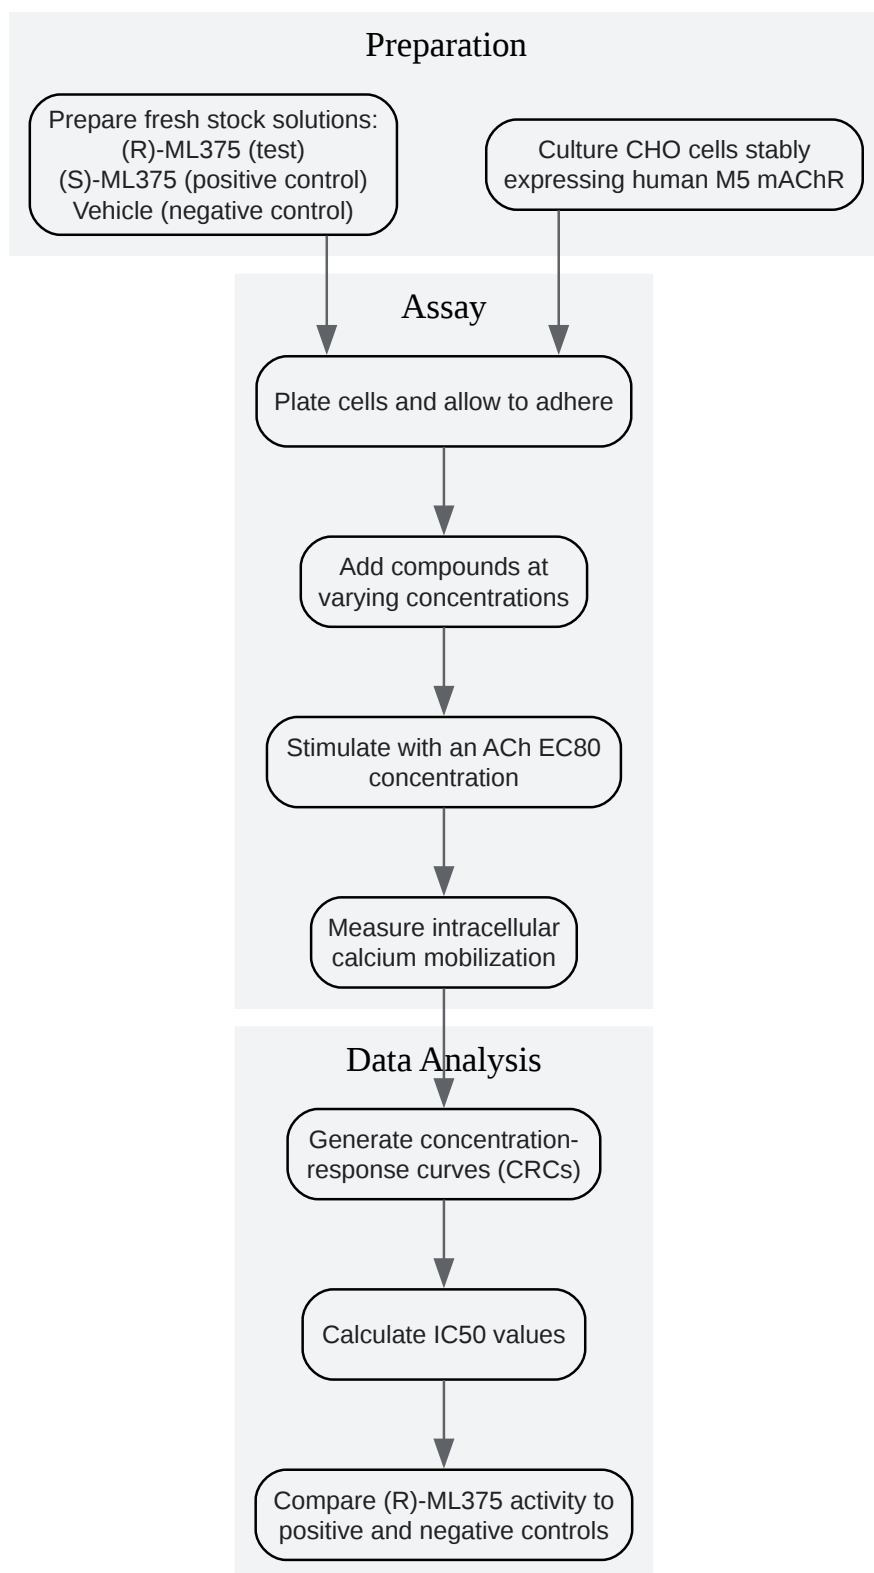 Preparation
Prepare fresh stock solutions:
(R)-ML375 (test)
(S)-ML375 (positive control)
Vehicle (negative control)
Culture CHO cells stably
expressing human M5 mAChR
Assay
Plate cells and allow to adhere
Add compounds at
varying concentrations
Stimulate with an ACh EC80
concentration
Measure intracellular
calcium mobilization
Data Analysis
Generate concentration-
response curves (CRCs)
Calculate IC50 values
Compare (R)-ML375 activity to
positive and negative controls